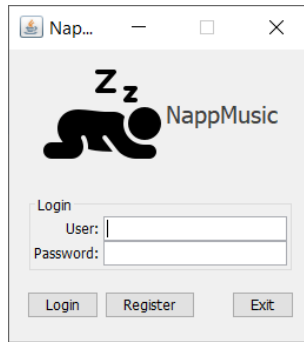 Nap...
Z z
NappMusic
Login
User:
Password:
Login Register Exit